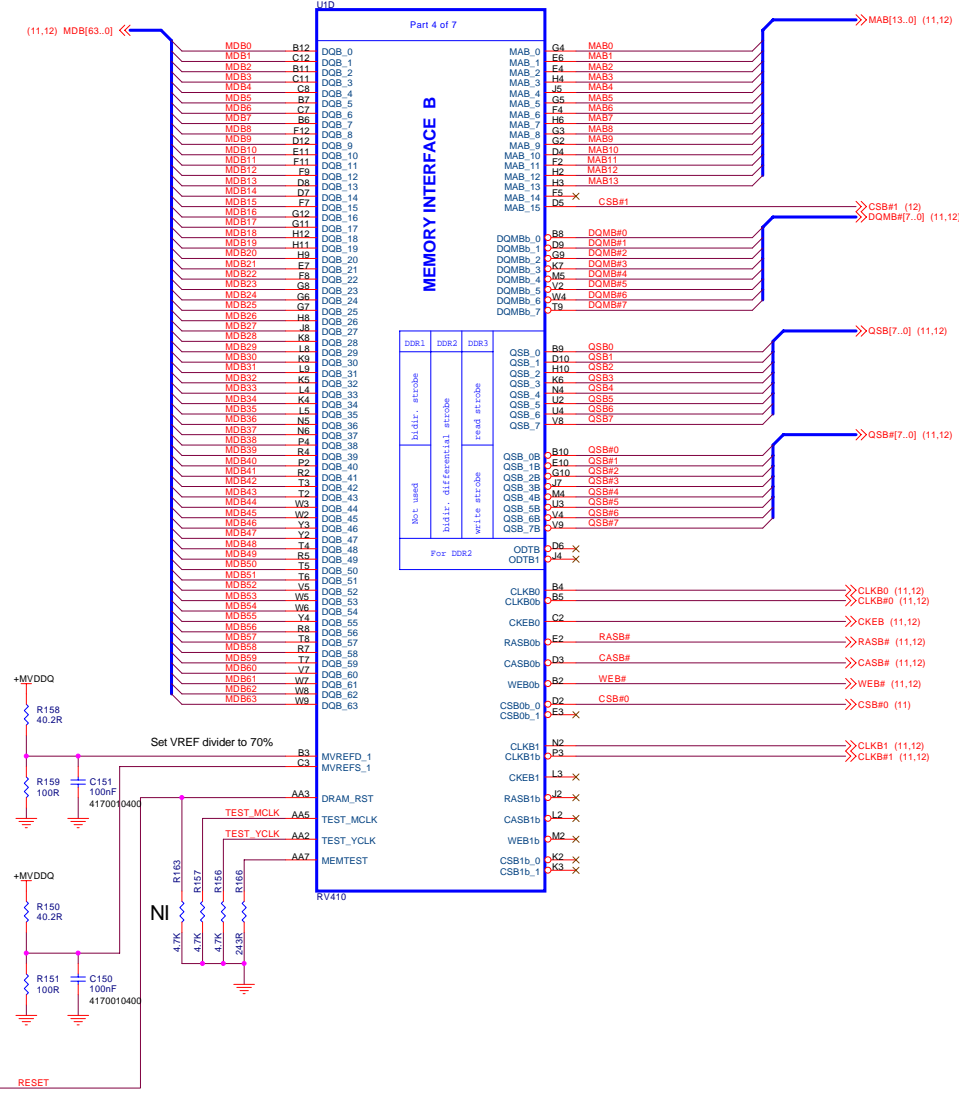 U1D
Part 4 of 7
(11,12) MDB[63..0]
MDB0 B12 DQB_0
MDB1 C12 DQB_1
MDB2 B11 DQB_2
MDB3 C11 DQB_3
MDB4 C8 DQB_4
MDB5 B7 DQB_5
MDB6 C7 DQB_6
MDB7 B6 DQB_7
MDB8 F12 DQB_8
MDB9 D12 DQB_9
MDB10 E11 DQB_10
MDB11 F11 DQB_11
MDB12 F9 DQB_12
MDB13 D8 DQB_13
MDB14 D7 DQB_14
MDB15 F7 DQB_15
MDB16 G12 DQB_16
MDB17 G11 DQB_17
MDB18 H12 DQB_18
MDB19 H11 DQB_19
MDB20 H9 DQB_20
MDB21 E7 DQB_21
MDB22 F8 DQB_22
MDB23 G8 DQB_23
MDB24 G6 DQB_24
MDB25 G7 DQB_25
MDB26 H8 DQB_26
MDB27 J8 DQB_27
MDB28 K8 DQB_28
MDB29 L8 DQB_29
MDB30 K9 DQB_30
MDB31 L9 DQB_31
MDB32 K5 DQB_32
MDB33 L4 DQB_33
MDB34 K4 DQB_34
MDB35 L5 DQB_35
MDB36 N5 DQB_36
MDB37 N6 DQB_37
MDB38 P4 DQB_38
MDB39 R4 DQB_39
MDB40 P2 DQB_40
MDB41 R2 DQB_41
MDB42 T3 DQB_42
MDB43 T2 DQB_43
MDB44 W3 DQB_44
MDB45 W2 DQB_45
MDB46 Y3 DQB_46
MDB47 Y2 DQB_47
MDB48 T4 DQB_48
MDB49 R5 DQB_49
MDB50 T5 DQB_50
MDB51 T6 DQB_51
MDB52 V5 DQB_52
MDB53 W5 DQB_53
MDB54 W6 DQB_54
MDB55 Y4 DQB_55
MDB56 R8 DQB_56
MDB57 T8 DQB_57
MDB58 R7 DQB_58
MDB59 T7 DQB_59
MDB60 V7 DQB_60
MDB61 W7 DQB_61
MDB62 W8 DQB_62
MDB63 W9 DQB_63
MEMORY INTERFACE B
DDR1 DDR2 DDR3
bidir. strobe
Not used
bidir. differential strobe
read strobe
write strobe
For DDR2
MAB[13..0] (11,12)
MAB_0 G4 MAB0
MAB_1 E6 MAB1
MAB_2 E4 MAB2
MAB_3 H4 MAB3
MAB_4 J5 MAB4
MAB_5 G5 MAB5
MAB_6 F4 MAB6
MAB_7 H6 MAB7
MAB_8 G3 MAB8
MAB_9 G2 MAB9
MAB_10 D4 MAB10
MAB_11 F2 MAB11
MAB_12 H2 MAB12
MAB_13 H3 MAB13
MAB_14 F5
MAB_15 D5 CSB#1 CSB#1 (12)
DQMB#[7..0] (11,12)
DQMBb_0 B8 DQMB#0
DQMBb_1 D9 DQMB#1
DQMBb_2 G9 DQMB#2
DQMBb_3 K7 DQMB#3
DQMBb_4 M5 DQMB#4
DQMBb_5 V2 DQMB#5
DQMBb_6 W4 DQMB#6
DQMBb_7 T9 DQMB#7
QSB[7..0] (11,12)
QSB_0 B9 QSB0
QSB_1 D10 QSB1
QSB_2 H10 QSB2
QSB_3 K6 QSB3
QSB_4 N4 QSB4
QSB_5 U2 QSB5
QSB_6 U4 QSB6
QSB_7 V8 QSB7
QSB#[7..0] (11,12)
QSB_0B B10 QSB#0
QSB_1B E10 QSB#1
QSB_2B G10 QSB#2
QSB_3B J7 QSB#3
QSB_4B M4 QSB#4
QSB_5B U3 QSB#5
QSB_6B V4 QSB#6
QSB_7B V9 QSB#7
ODTB D6
ODTB1 J4
CLKB0 B4 CLKB0 (11,12)
CLKB0b B5 CLKB#0 (11,12)
CKEB0 C2 CKEB (11,12)
RASB0b E2 RASB# RASB# (11,12)
CASB0b D3 CASB# CASB# (11,12)
WEB0b B2 WEB# WEB# (11,12)
CSB0b_0 D2 CSB#0 CSB#0 (11)
CSB0b_1 E3
CLKB1 N2 CLKB1 (11,12)
CLKB1b P3 CLKB#1 (11,12)
CKEB1 L3
RASB1b J2
CASB1b L2
WEB1b M2
CSB1b_0 K2
CSB1b_1 K3
+MVDDQ
R158
40.2R
Set VREF divider to 70%
B3 MVREFD_1
C3 MVREFS_1
R159
100R
C151
100nF
4170010400
AA3 DRAM_RST
TEST_MCLK AA5 TEST_MCLK
TEST_YCLK AA2 TEST_YCLK
AA7 MEMTEST
RV410
+MVDDQ
R150
40.2R
NI
R163
4.7K
R157
4.7K
R156
4.7K
R166
243R
R151
100R
C150
100nF
4170010400
RESET